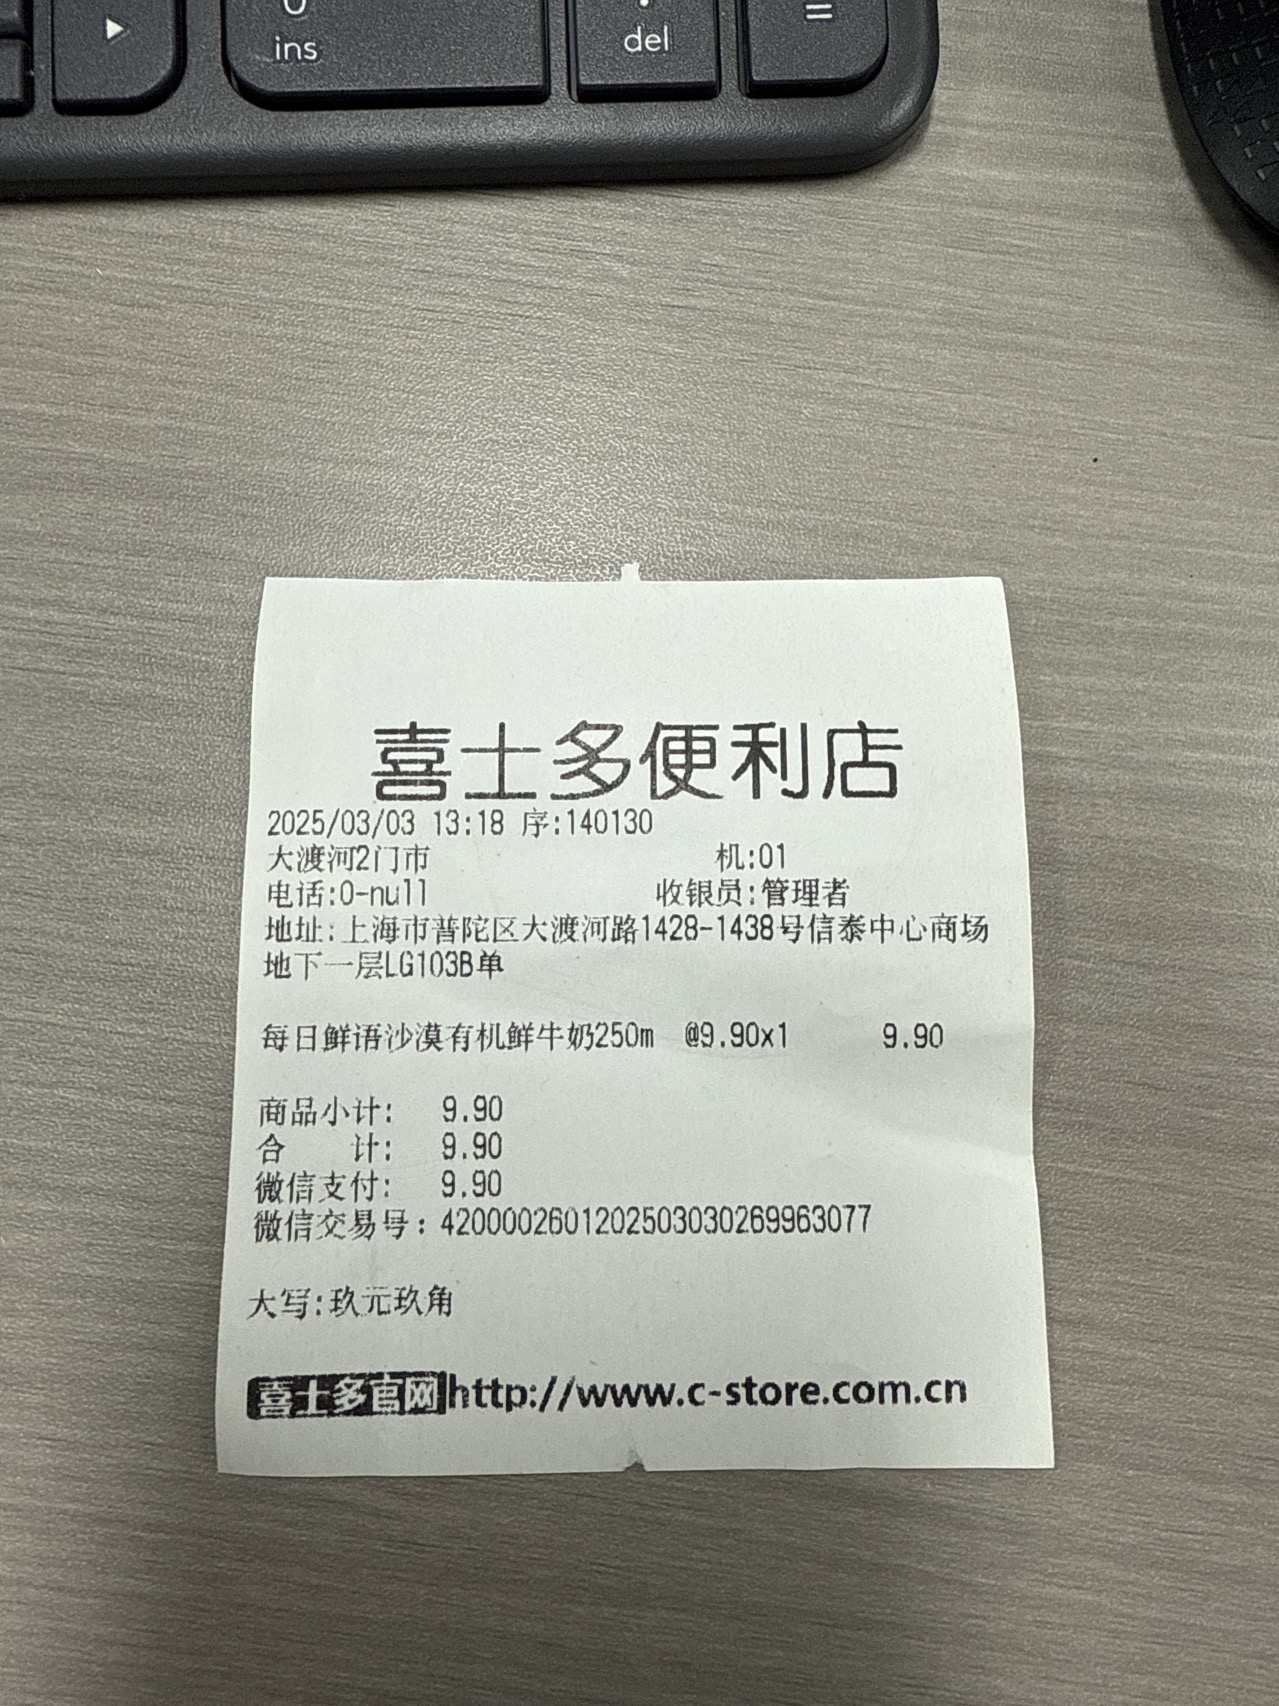 0
ins
.
del
=
喜士多便利店
2025/03/03 13:18 序:140130
大渡河2门市 机:01
电话:0-null 收银员:管理者
地址:上海市普陀区大渡河路1428-1438号信泰中心商场
地下一层LG103B单
每日鲜语沙漠有机鲜牛奶250m @9.90x1 9.90
商品小计: 9.90
合 计: 9.90
微信支付: 9.90
微信交易号：4200002601202503030269963077
大写:玖元玖角
喜士多官网http://www.c-store.com.cn